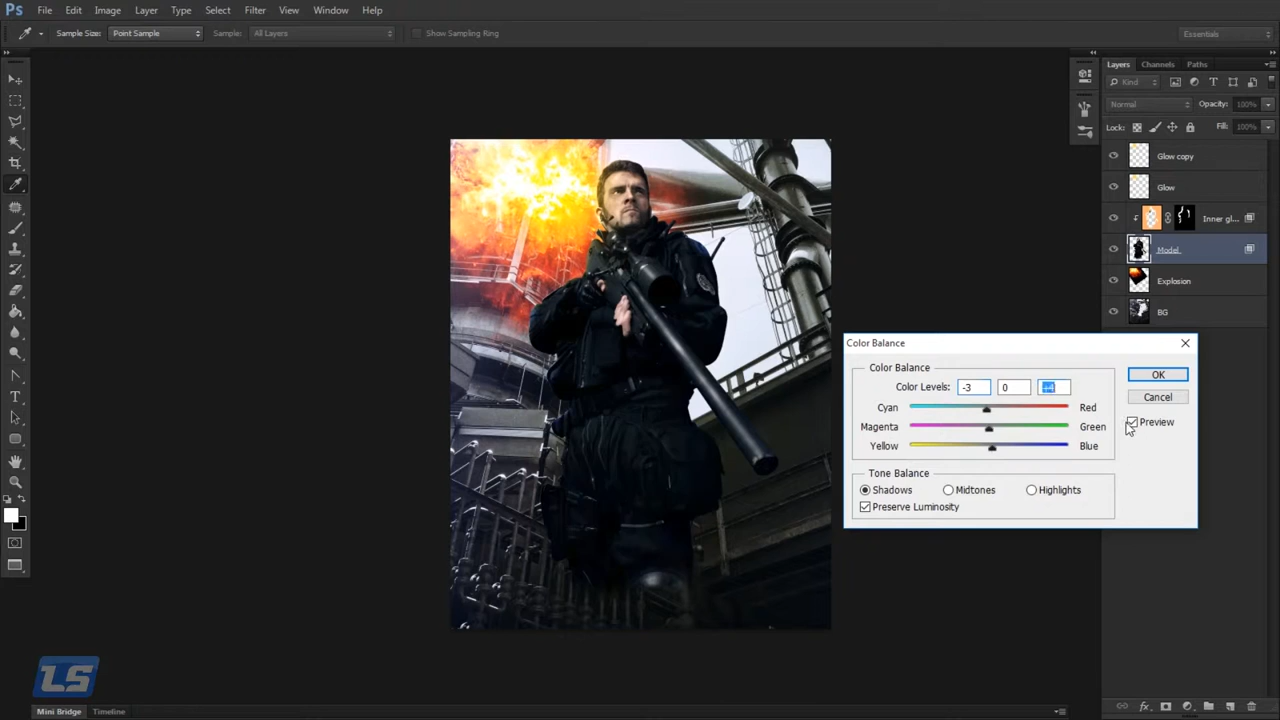 Ps File Edit Image Layer Type Select Filter View Window Help
Sample Size: Point Sample Sample: All Layers Show Sampling Ring Essentials
Layers Channels Paths
Kind
Normal Opacity: 100%
Lock: Fill: 100%
Glow copy
Glow
Inner gl...
Model
Explosion
BG
Color Balance
Color Balance
Color Levels: -3 0 +4
OK
Cyan Red
Cancel
Magenta Green
Preview
Yellow Blue
Tone Balance
Shadows Midtones Highlights
Preserve Luminosity
LS
Mini Bridge Timeline